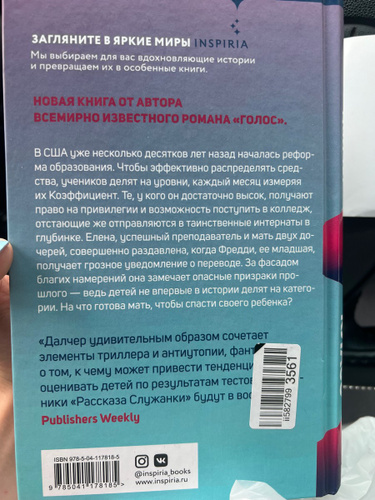 ЗАГЛЯНИТЕ В ЯРКИЕ МИРЫ INSPIRIA
Мы выбираем для вас вдохновляющие истории
и превращаем их в особенные книги.
НОВАЯ КНИГА ОТ АВТОРА
ВСЕМИРНО ИЗВЕСТНОГО РОМАНА «ГОЛОС».
В США уже несколько десятков лет назад началась рефор-
ма образования. Чтобы эффективно распределять сред-
ства, учеников делят на уровни, каждый месяц измеряя
их Коэффициент. Те, у кого он достаточно высок, получают
право на привилегии и возможность поступить в колледж,
отстающие же отправляются в таинственные интернаты в
глубинке. Елена, успешный преподаватель и мать двух до-
черей, совершенно раздавлена, когда Фредди, ее младшая,
получает грозное уведомление о переводе. За фасадом
благих намерений она замечает опасные призраки про-
шлого — ведь детей не впервые в истории делят на катего-
рии. На что готова мать, чтобы спасти своего ребенка?
«Далчер удивительным образом сочетает
элементы триллера и антиутопии, фан
о том, к чему может привести тенденци
оценивать детей по результатам тестов
ники «Рассказа Служанки» будут в вос
Publishers Weekly
ii582799 3561
ISBN 978-5-04-117818-5
9 785041 178185 >
inspiria_books
www.inspiria.ru